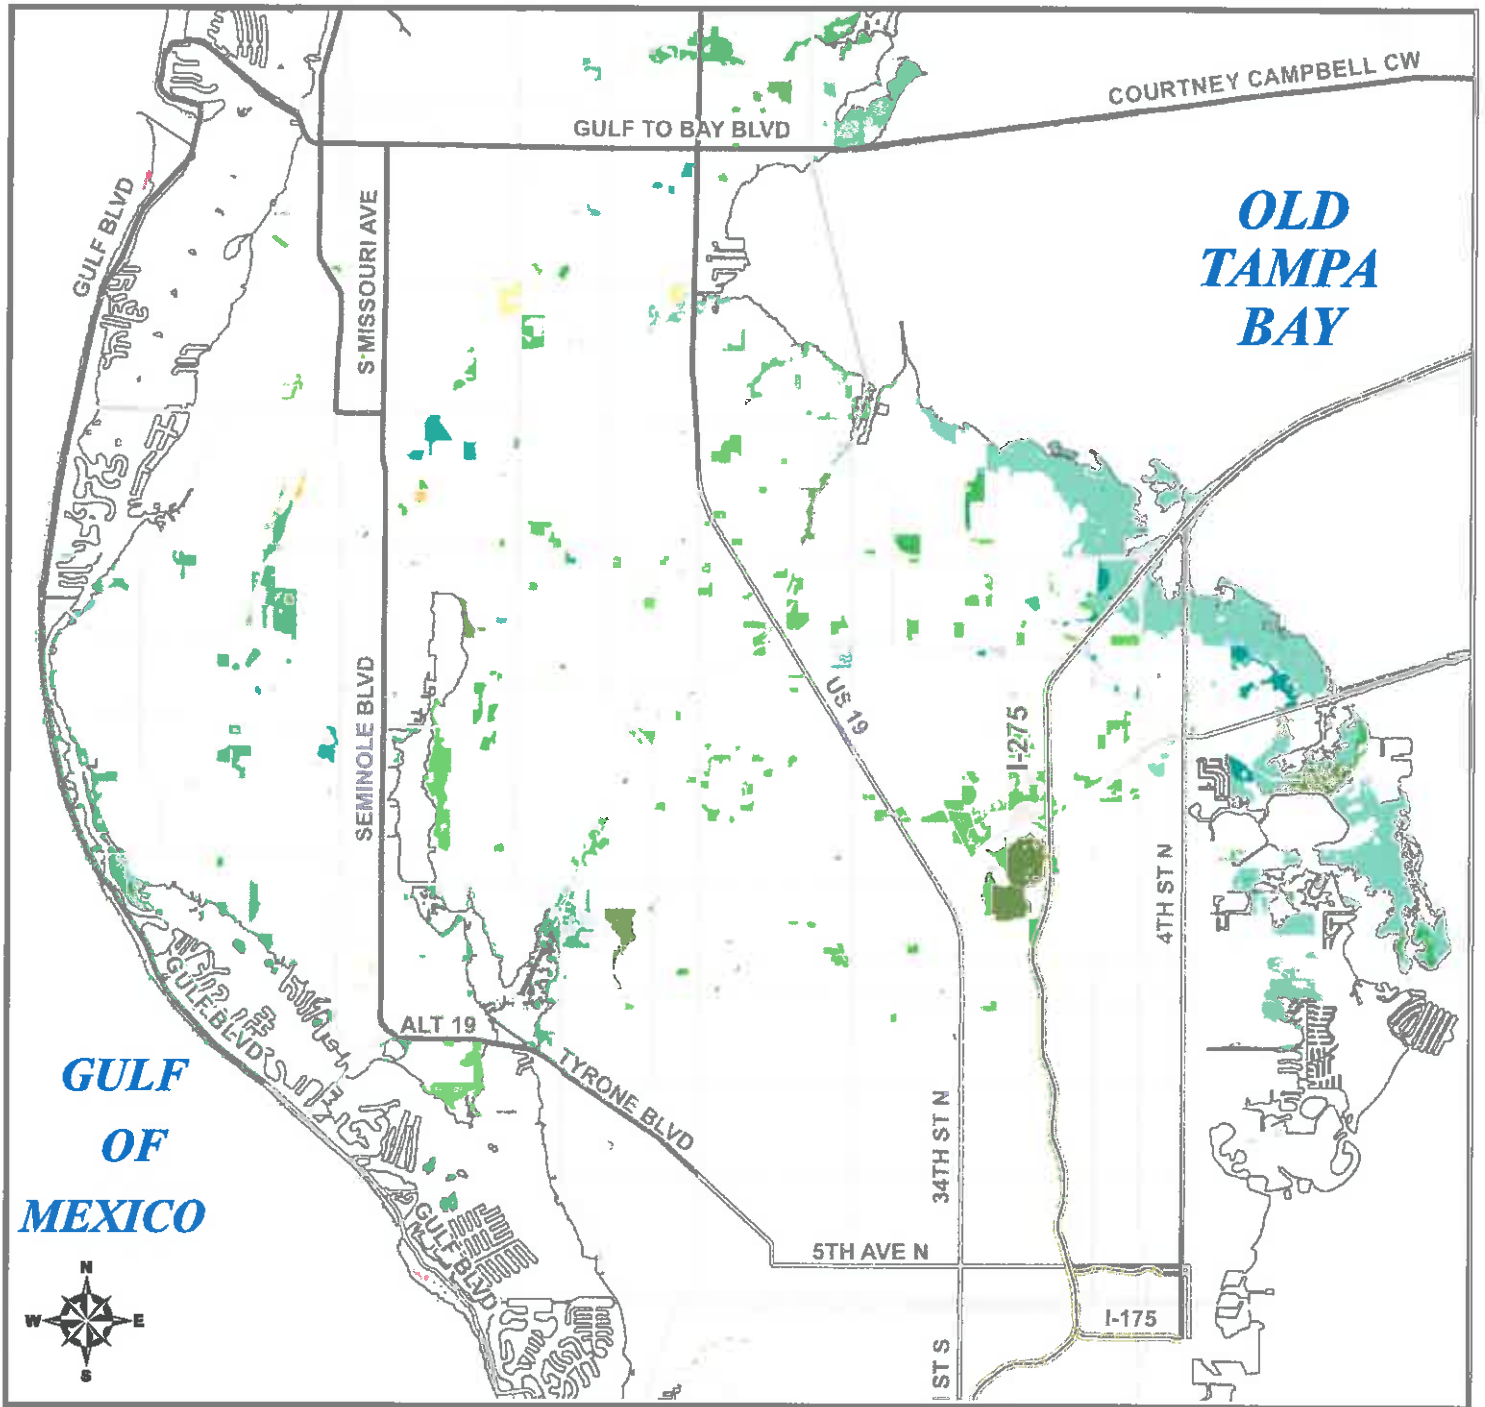 COURTNEY CAMPBELL CW
GULF TO BAY BLVD
GULF BLVD
S MISSOURI AVE
OLD
TAMPA
BAY
SEMINOLE BLVD
US 19
I-275
4TH ST N
GULF BLVD
ALT 19
TYRONE BLVD
GULF
OF
MEXICO
34TH ST N
GULF BLVD
5TH AVE N
I-175
ST S
N
W
E
S